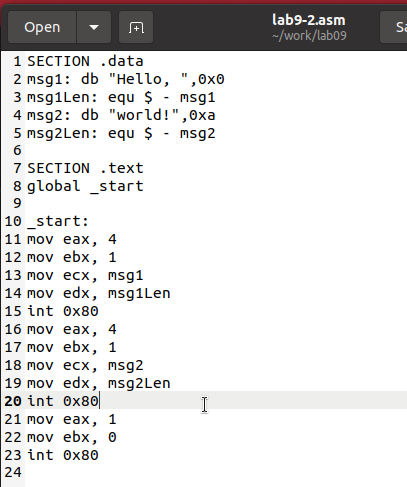 Open lab9-2.asm Sa
~/work/lab09
1 SECTION .data
2 msg1: db "Hello, ",0x0
3 msg1Len: equ $ - msg1
4 msg2: db "world!",0xa
5 msg2Len: equ $ - msg2
6
7 SECTION .text
8 global _start
9
10 _start:
11 mov eax, 4
12 mov ebx, 1
13 mov ecx, msg1
14 mov edx, msg1Len
15 int 0x80
16 mov eax, 4
17 mov ebx, 1
18 mov ecx, msg2
19 mov edx, msg2Len
20 int 0x80
21 mov eax, 1
22 mov ebx, 0
23 int 0x80
24